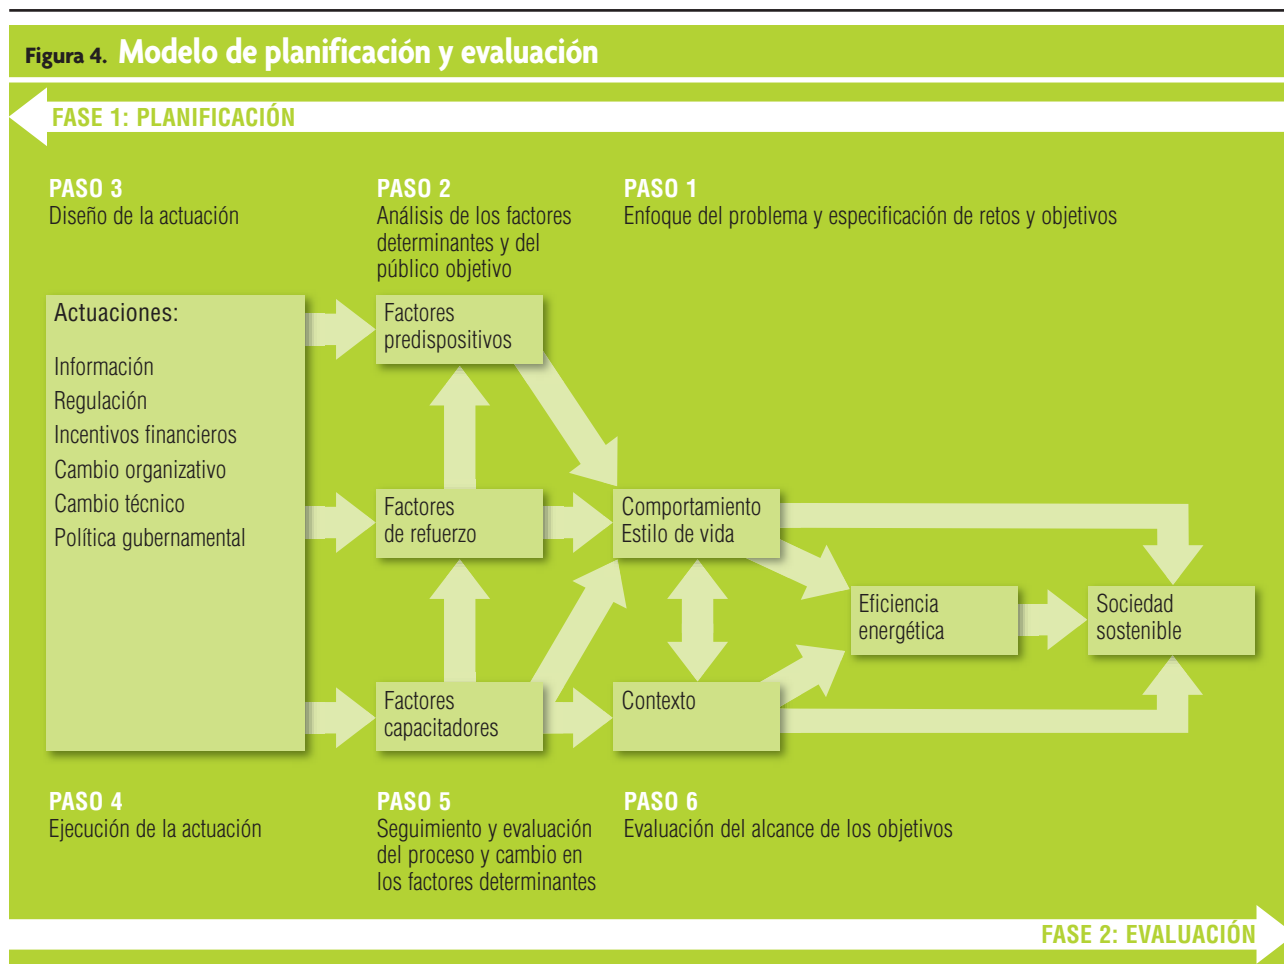 Figura 4. Modelo de planificación y evaluación
FASE 1: PLANIFICACIÓN
PASO 3
Diseño de la actuación
PASO 2
Análisis de los factores
determinantes y del
público objetivo
PASO 1
Enfoque del problema y especificación de retos y objetivos
Actuaciones:
Información
Regulación
Incentivos financieros
Cambio organizativo
Cambio técnico
Política gubernamental
Factores
predispositivos
Factores
de refuerzo
Factores
capacitadores
Comportamiento
Estilo de vida
Contexto
Eficiencia
energética
Sociedad
sostenible
PASO 4
Ejecución de la actuación
PASO 5
Seguimiento y evaluación
del proceso y cambio en
los factores determinantes
PASO 6
Evaluación del alcance de los objetivos
FASE 2: EVALUACIÓN